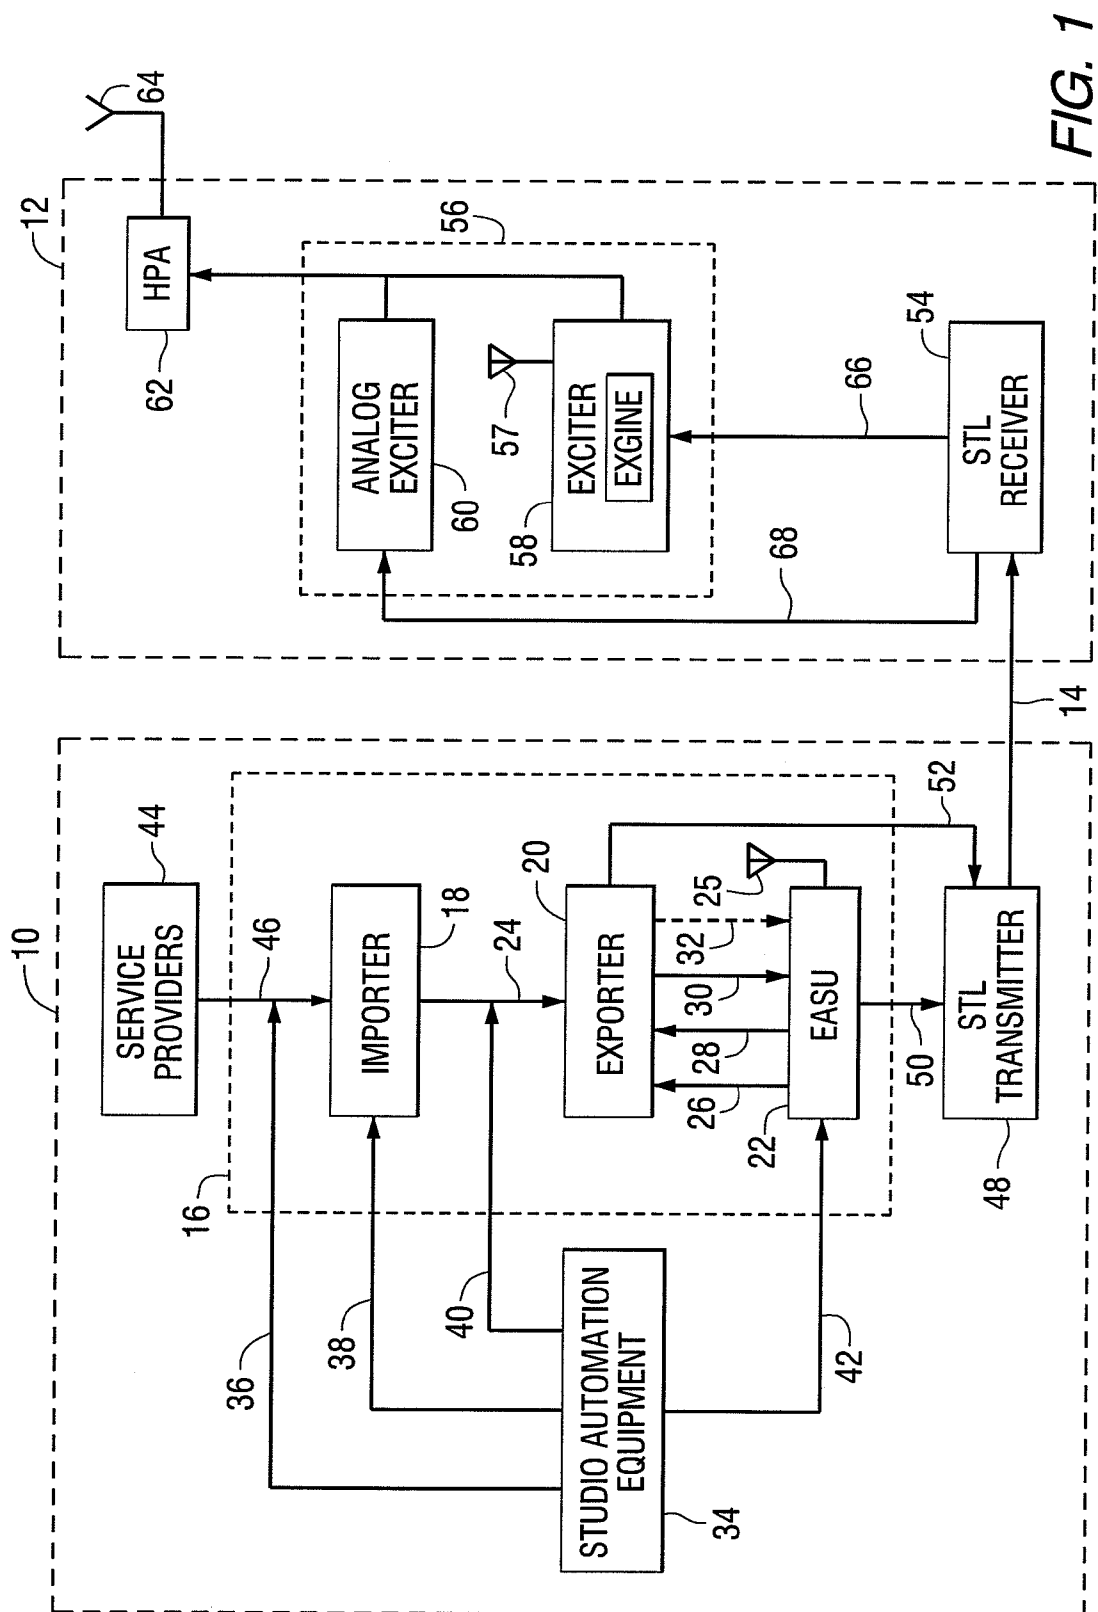 10
44
SERVICE
PROVIDERS
46
16
36
38
IMPORTER
18
24
40
20
EXPORTER
52
26
28
30
32
25
22
EASU
42
STUDIO AUTOMATION
EQUIPMENT
34
50
STL
TRANSMITTER
48
14
12
64
HPA
62
56
ANALOG
EXCITER
60
57
EXCITER
EXGINE
58
66
68
54
STL
RECEIVER
FIG. 1